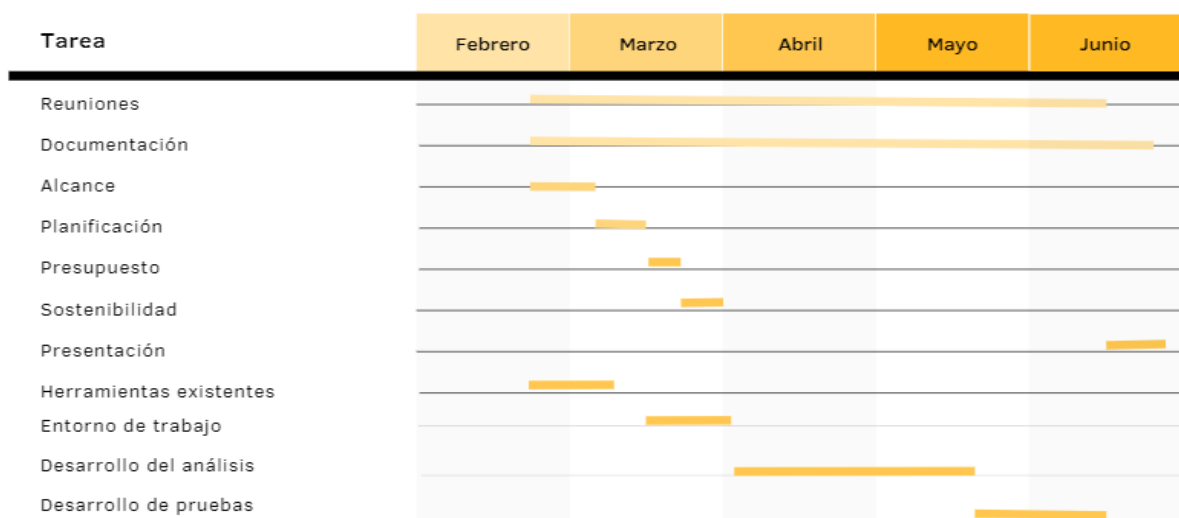 Tarea Febrero Marzo Abril Mayo Junio
Reuniones
Documentación
Alcance
Planificación
Presupuesto
Sostenibilidad
Presentación
Herramientas existentes
Entorno de trabajo
Desarrollo del análisis
Desarrollo de pruebas